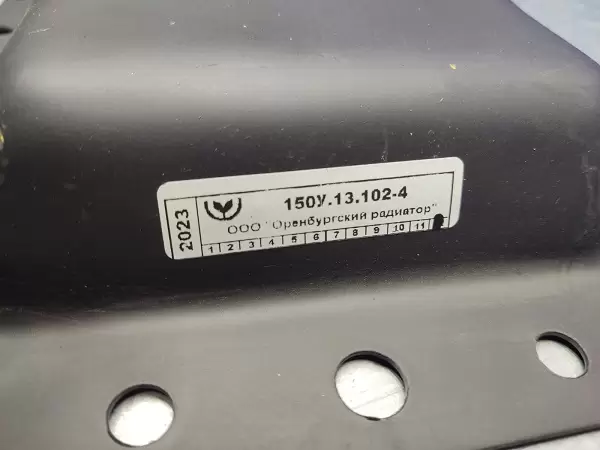 2023
150У.13.102-4
ООО "Оренбургский радиатор"
1 2 3 4 5 6 7 8 9 10 11